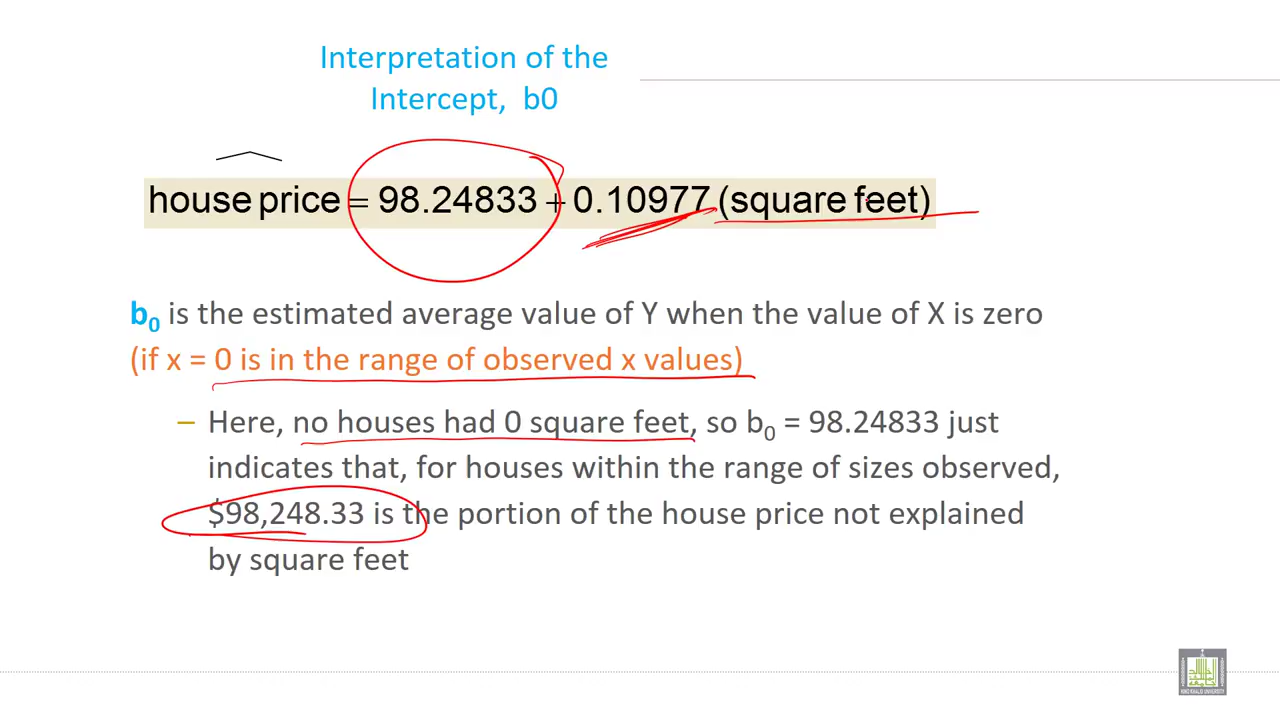 Interpretation of the
Intercept, b0
house price = 98.24833 + 0.10977 (square feet)
b0 is the estimated average value of Y when the value of X is zero
(if x = 0 is in the range of observed x values)
– Here, no houses had 0 square feet, so b0 = 98.24833 just
indicates that, for houses within the range of sizes observed,
$98,248.33 is the portion of the house price not explained
by square feet
KING KHALID UNIVERSITY